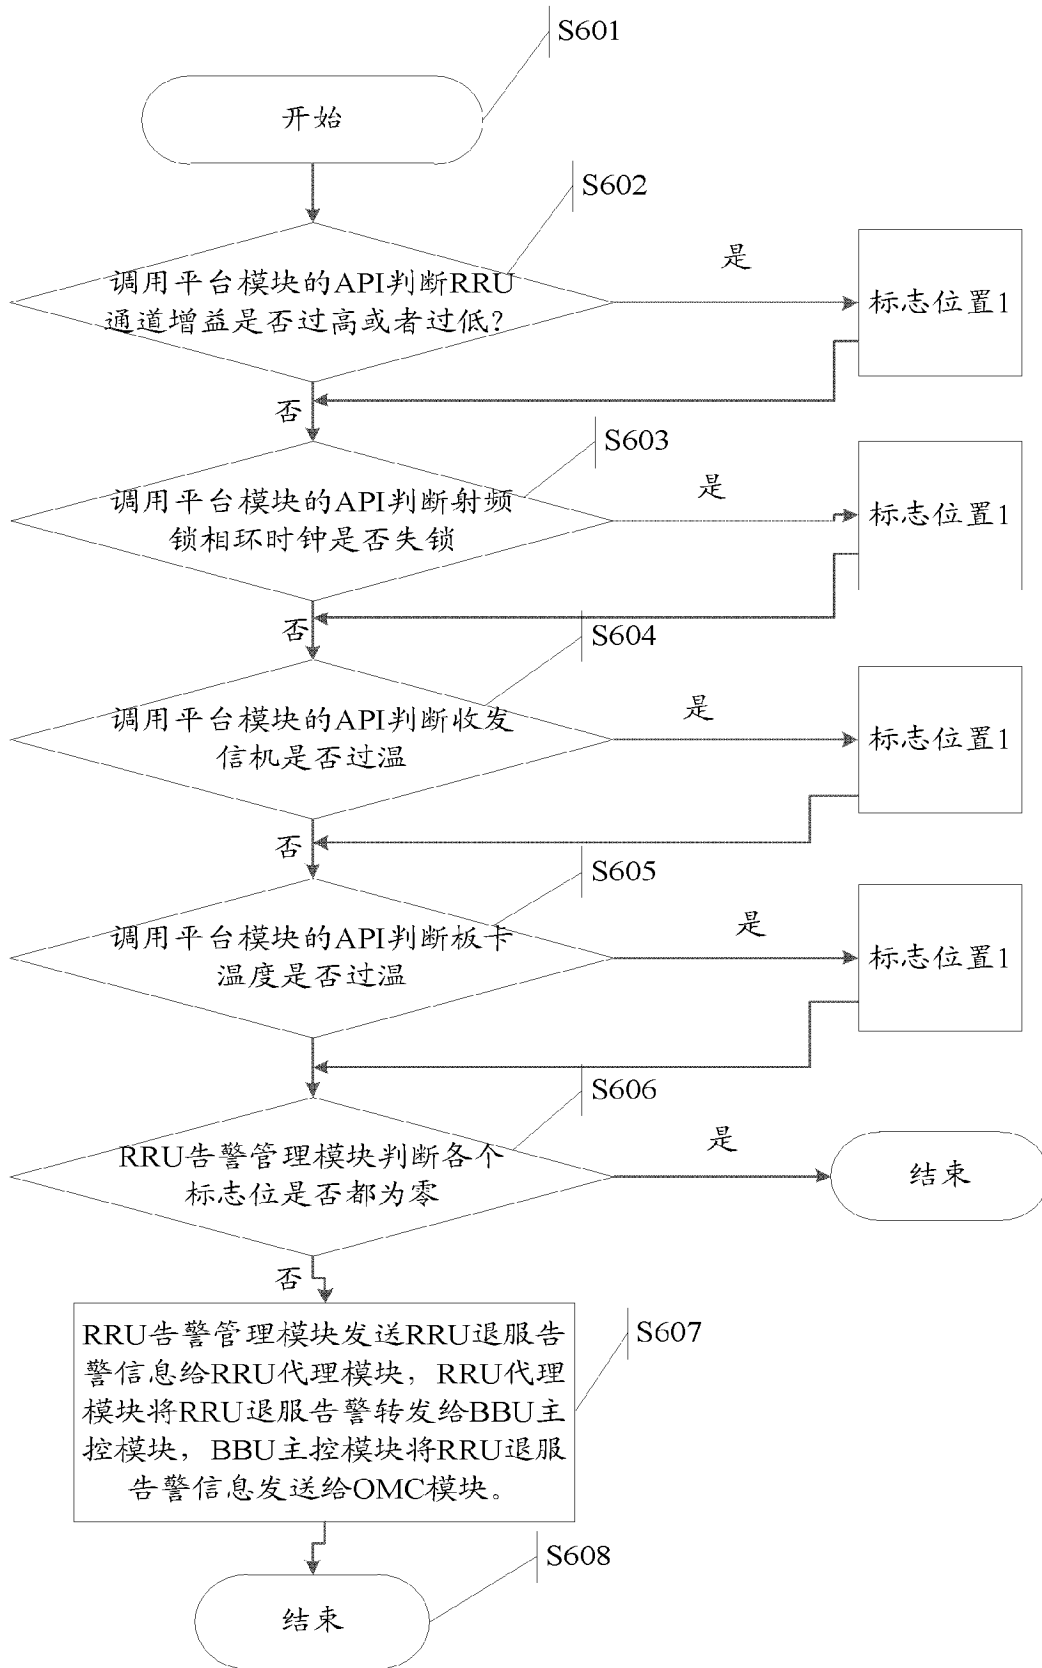 S601
开始
S602
调用平台模块的API判断RRU
通道增益是否过高或者过低?
是
标志位置1
否
S603
调用平台模块的API判断射频
锁相环时钟是否失锁
是
标志位置1
否
S604
调用平台模块的API判断收发
信机是否过温
是
标志位置1
否
S605
调用平台模块的API判断板卡
温度是否过温
是
标志位置1
S606
RRU告警管理模块判断各个
标志位是否都为零
是
结束
否
S607
RRU告警管理模块发送RRU退服告
警信息给RRU代理模块，RRU代理
模块将RRU退服告警转发给BBU主
控模块，BBU主控模块将RRU退服
告警信息发送给OMC模块。
S608
结束